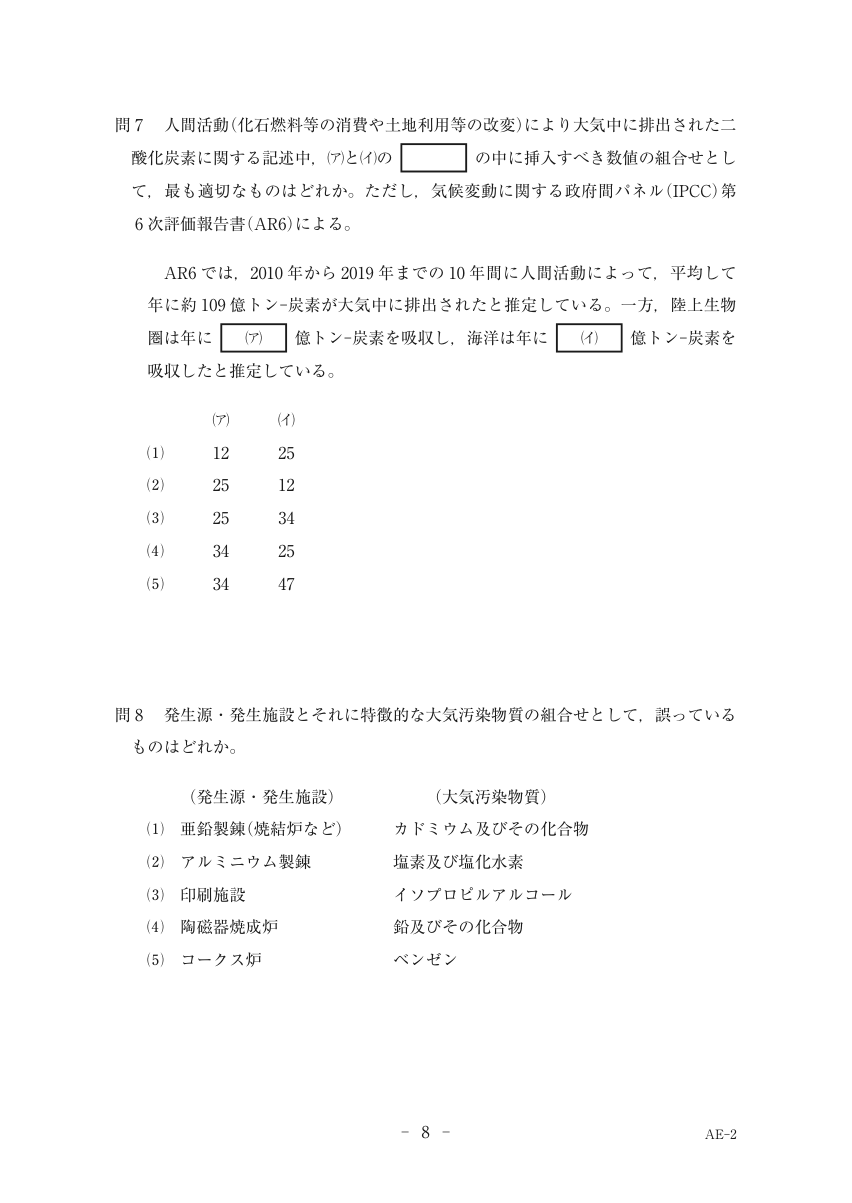 問7 人間活動(化石燃料等の消費や土地利用等の改変)により大気中に排出された二
酸化炭素に関する記述中，㋐と㋑の の中に挿入すべき数値の組合せとし
て，最も適切なものはどれか。ただし，気候変動に関する政府間パネル(IPCC)第
6次評価報告書(AR6)による。
AR6では，2010年から2019年までの10年間に人間活動によって，平均して
年に約109億トン-炭素が大気中に排出されたと推定している。一方，陸上生物
圏は年に (ア) 億トン-炭素を吸収し，海洋は年に (イ) 億トン-炭素を
吸収したと推定している。
(ア) (イ)
(1) 12 25
(2) 25 12
(3) 25 34
(4) 34 25
(5) 34 47
問8 発生源・発生施設とそれに特徴的な大気汚染物質の組合せとして，誤っている
ものはどれか。
(発生源・発生施設) (大気汚染物質)
(1) 亜鉛製錬(焼結炉など) カドミウム及びその化合物
(2) アルミニウム製錬 塩素及び塩化水素
(3) 印刷施設 イソプロピルアルコール
(4) 陶磁器焼成炉 鉛及びその化合物
(5) コークス炉 ベンゼン
- 8 - AE-2